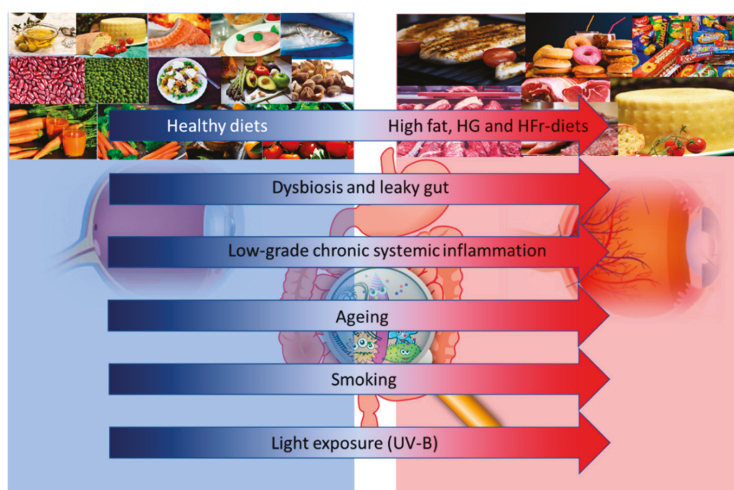 Healthy diets
High fat, HG and HFr-diets
Dysbiosis and leaky gut
Low-grade chronic systemic inflammation
Ageing
Smoking
Light exposure (UV-B)